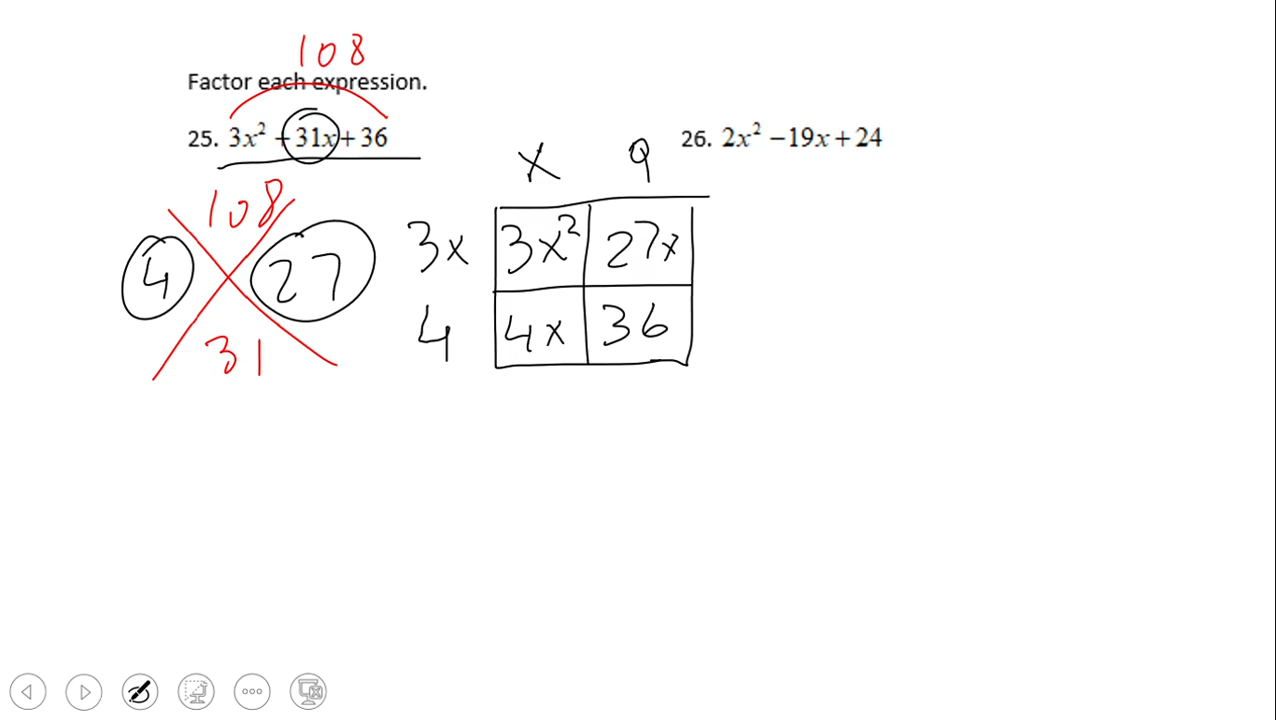 108
Factor each expression.
25. 3x² + 31x + 36
26. 2x² − 19x + 24
x 9
108
4 27
31
3x 3x² 27x
4 4x 36